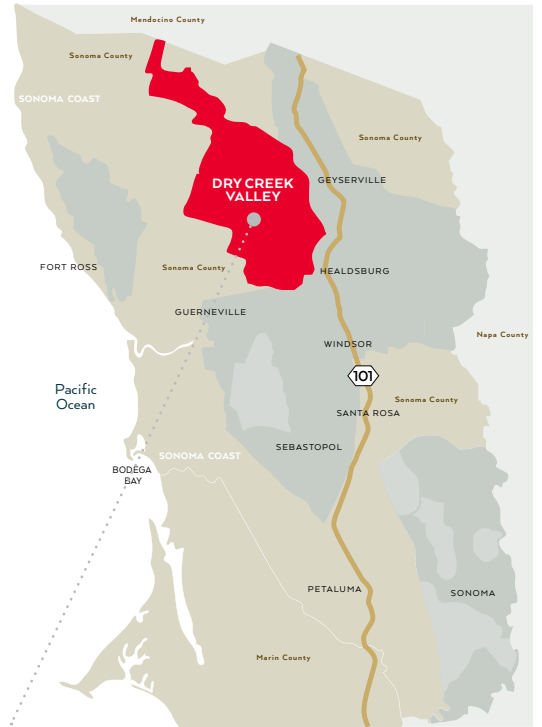 Mendocino County
Sonoma County
SONOMA COAST
Sonoma County
GEYSERVILLE
DRY CREEK
VALLEY
FORT ROSS
Sonoma County
HEALDSBURG
GUERNEVILLE
Napa County
WINDSOR
101
Pacific
Ocean
Sonoma County
SANTA ROSA
SEBASTOPOL
SONOMA COAST
BODEGA
BAY
PETALUMA
SONOMA
Marin County